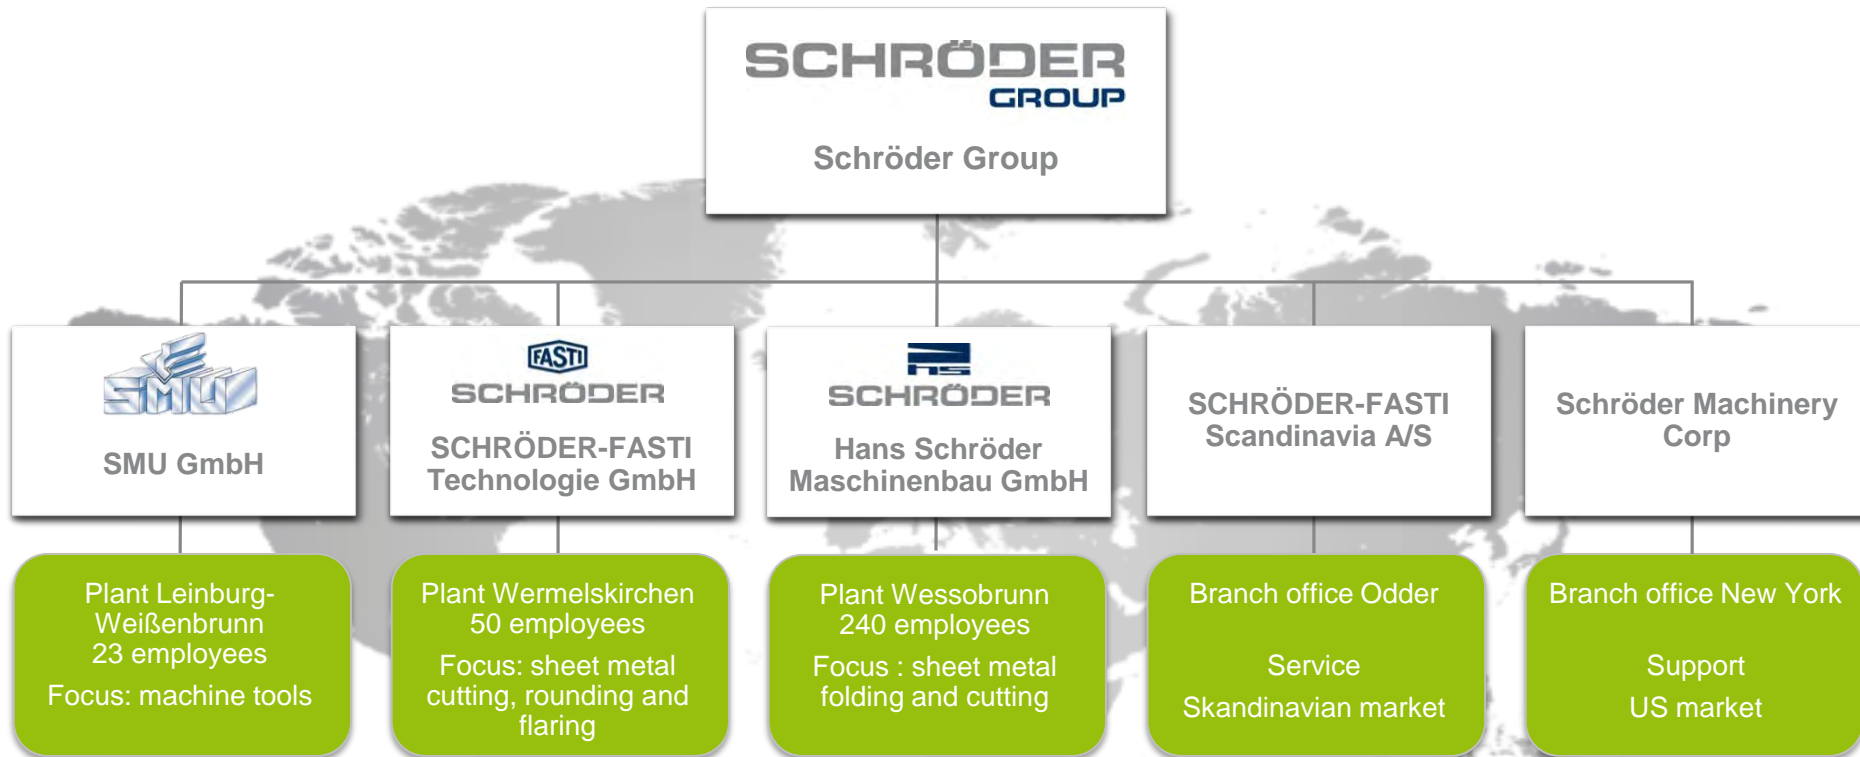 SCHRÖDER
GROUP
Schröder Group
SMU
SMU GmbH
FASTI
SCHRÖDER
SCHRÖDER-FASTI
Technologie GmbH
hs
SCHRÖDER
Hans Schröder
Maschinenbau GmbH
SCHRÖDER-FASTI
Scandinavia A/S
Schröder Machinery
Corp
Plant Leinburg-
Weißenbrunn
23 employees
Focus: machine tools
Plant Wermelskirchen
50 employees
Focus: sheet metal
cutting, rounding and
flaring
Plant Wessobrunn
240 employees
Focus : sheet metal
folding and cutting
Branch office Odder
Service
Skandinavian market
Branch office New York
Support
US market